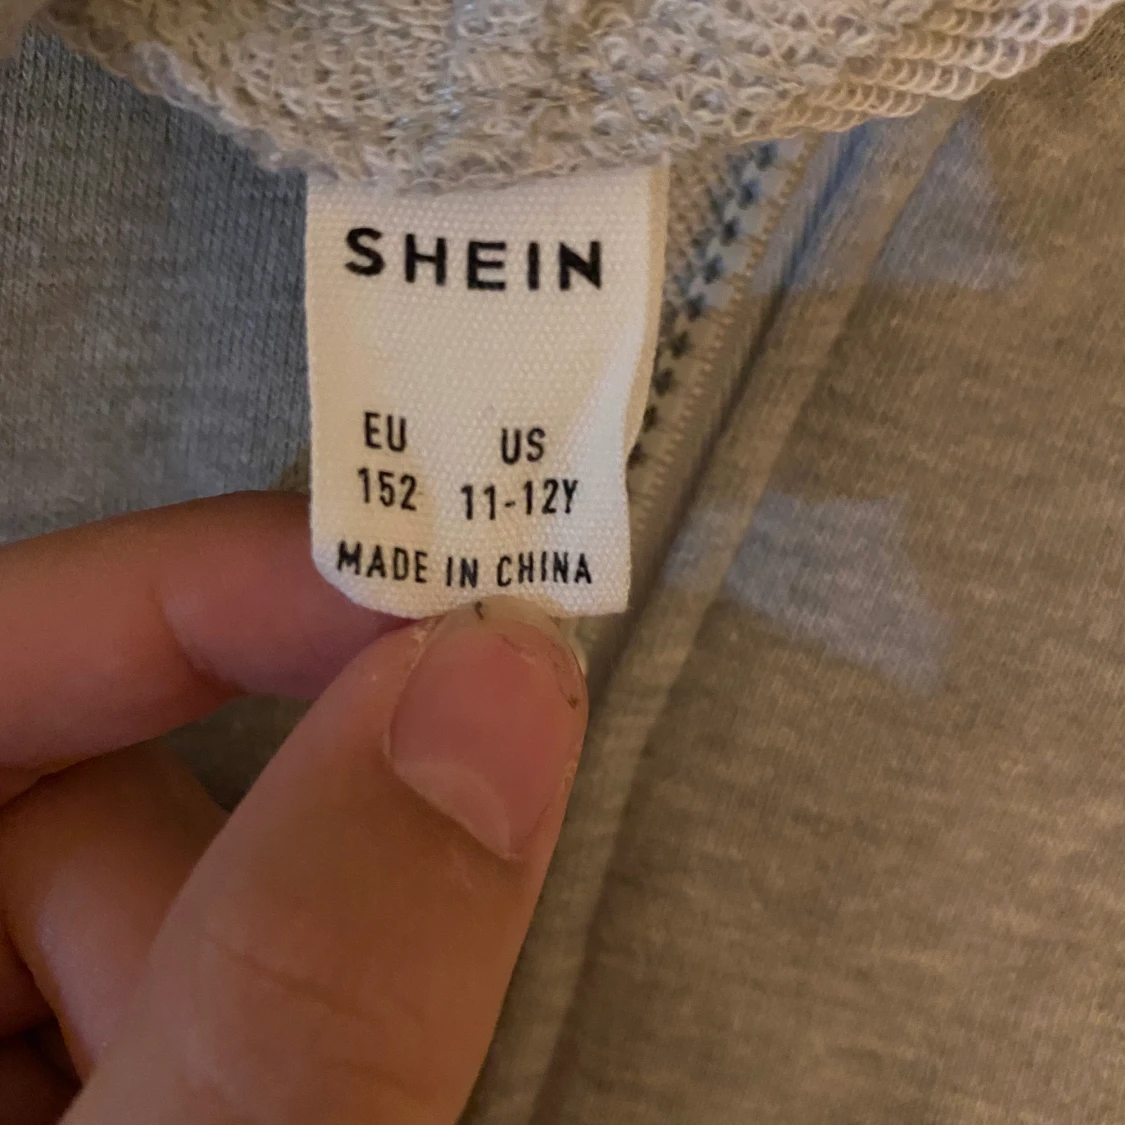 SHEIN
EU US
152 11-12Y
MADE IN CHINA